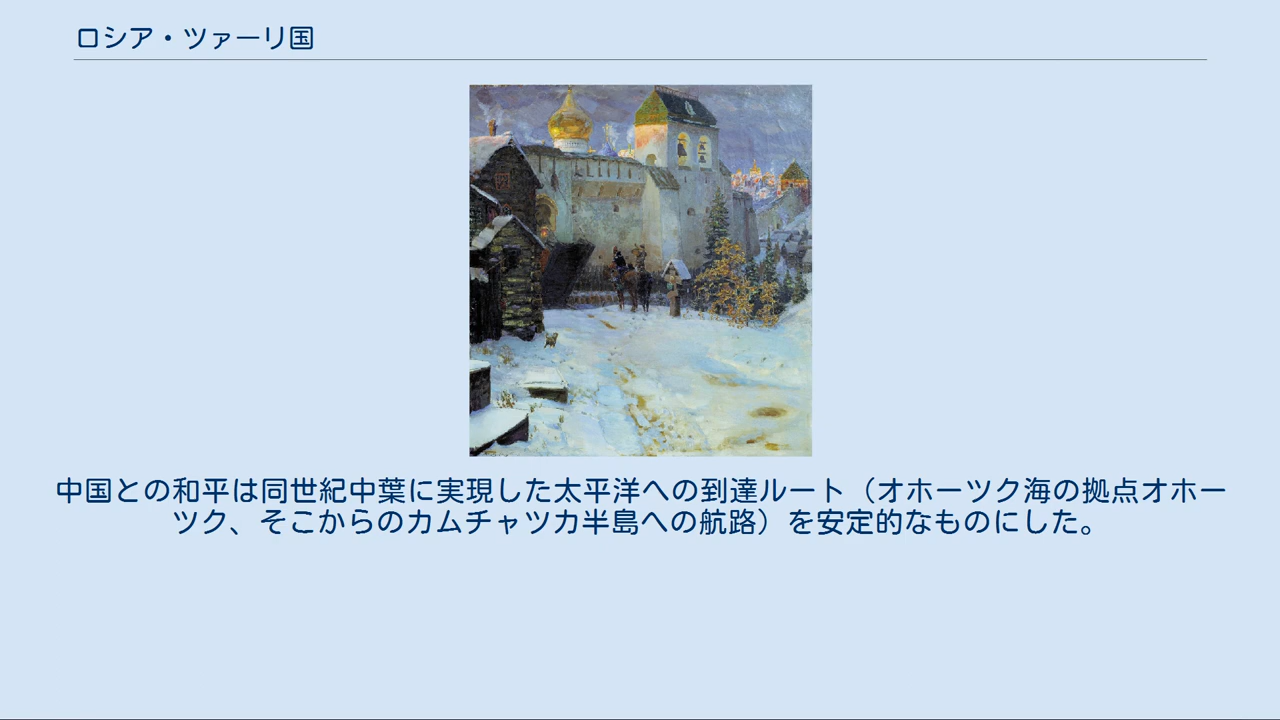 ロシア・ツァーリ国
中国との和平は同世紀中葉に実現した太平洋への到達ルート（オホーツク海の拠点オホー
ツク、そこからのカムチャツカ半島への航路）を安定的なものにした。